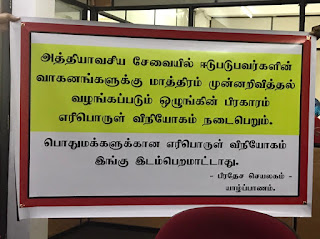 அத்தியாவசிய சேவையில் ஈடுபடுபவர்களின்
வாகனங்களுக்கு மாத்திரம் முன்னறிவித்தல்
வழங்கப்படும் ஒழுங்கின் பிரகாரம்
எரிபொருள் வீநியோகம் நடைபெறும்.
பொதுமக்களுக்கான எரிபொருள் வீநியோகம்
இங்கு இடம்பெறமாட்டாது.
- பிரதேச செயலகம் -
யாழ்ப்பாணம்.